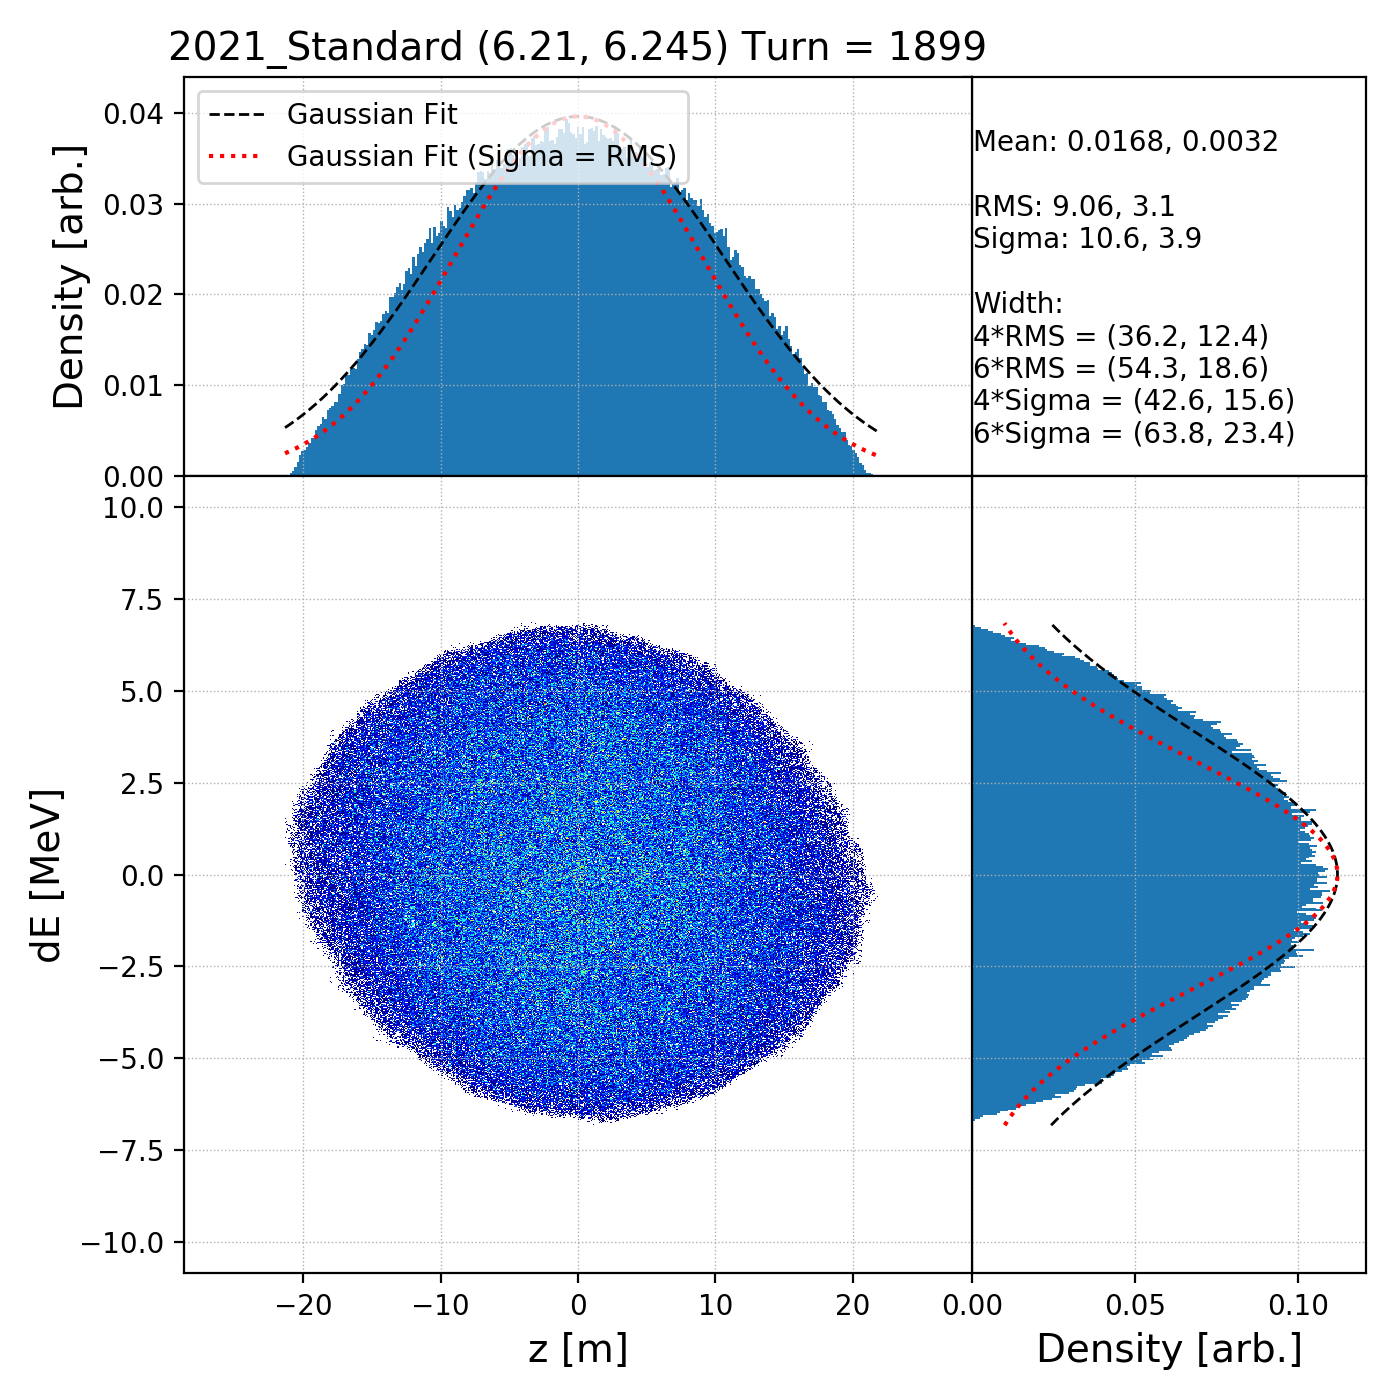 2021_Standard (6.21, 6.245) Turn = 1899
Gaussian Fit
Gaussian Fit (Sigma = RMS)
Density [arb.]
0.04
0.03
0.02
0.01
0.00
Mean: 0.0168, 0.0032
RMS: 9.06, 3.1
Sigma: 10.6, 3.9
Width:
4*RMS = (36.2, 12.4)
6*RMS = (54.3, 18.6)
4*Sigma = (42.6, 15.6)
6*Sigma = (63.8, 23.4)
dE [MeV]
10.0
7.5
5.0
2.5
0.0
−2.5
−5.0
−7.5
−10.0
−20 −10 0 10 20
z [m]
0.00 0.05 0.10
Density [arb.]